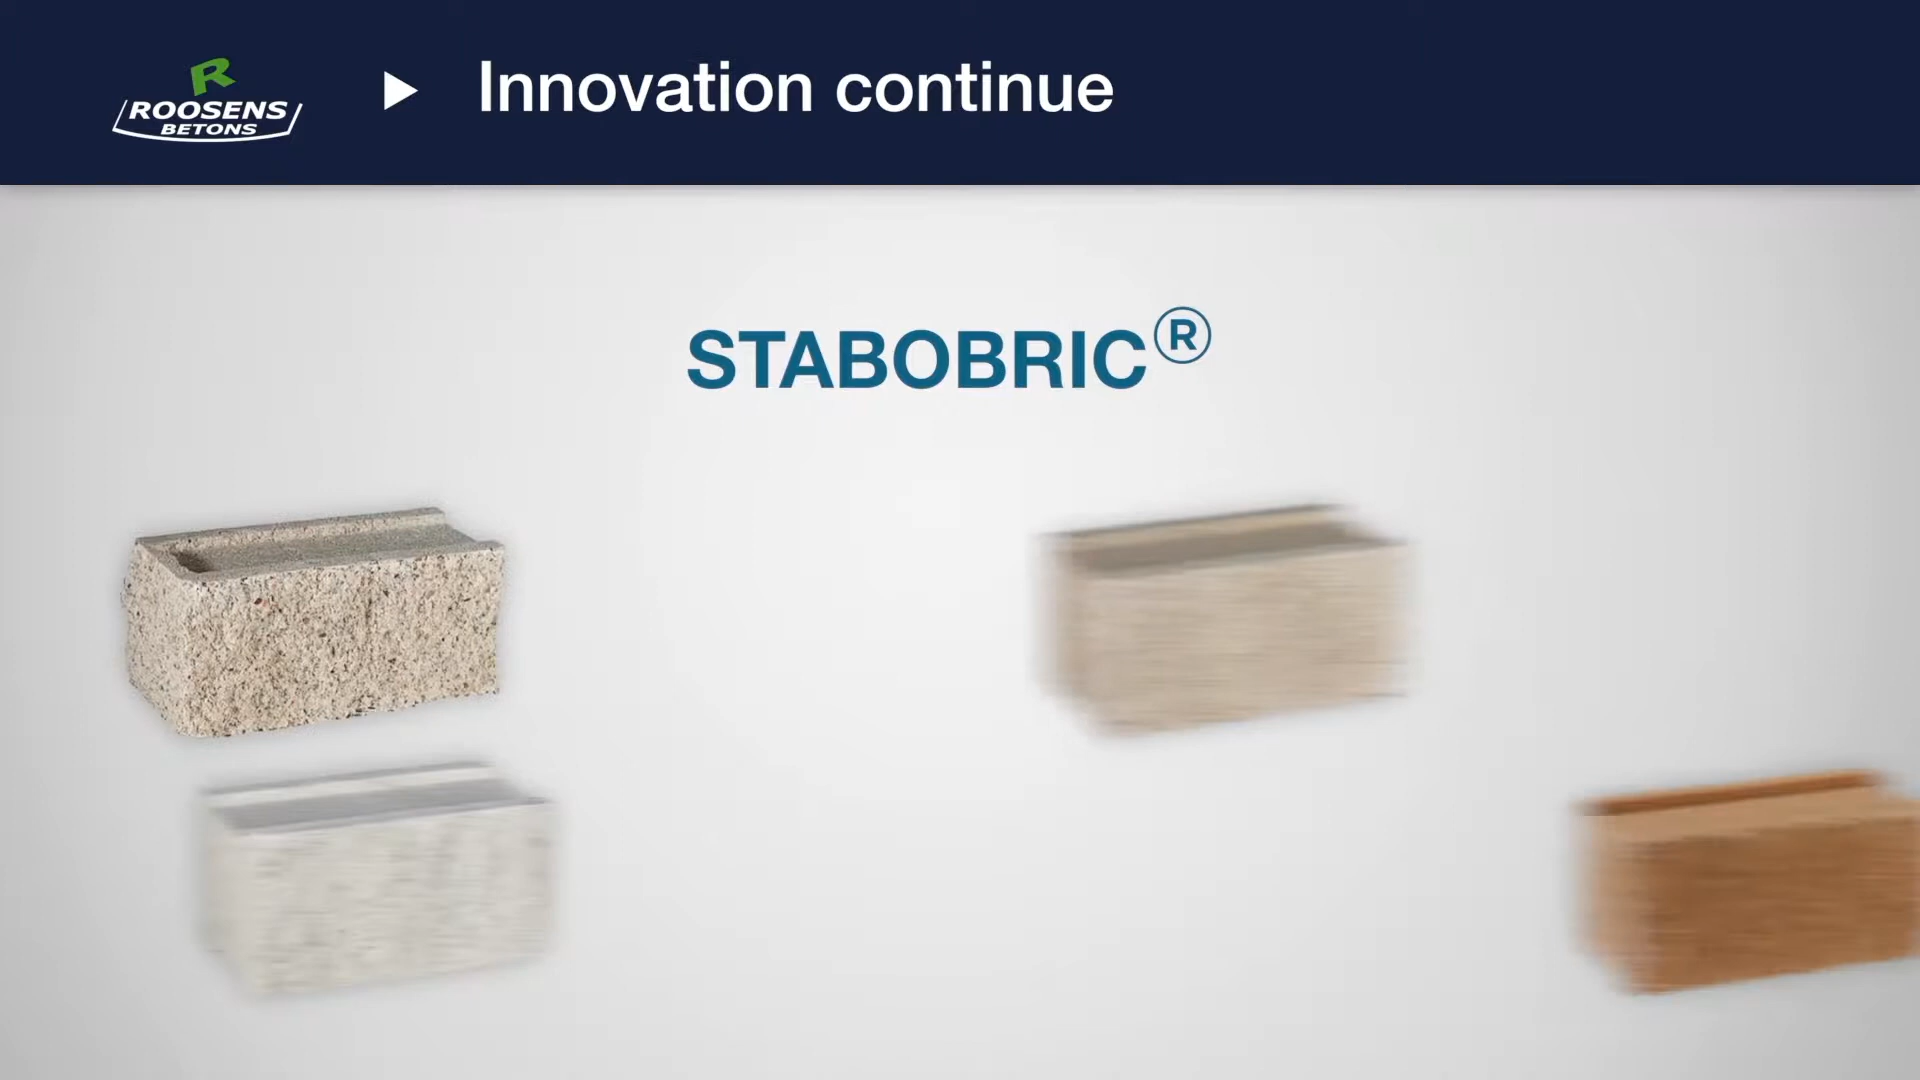 R
ROOSENS
BETONS
Innovation continue
STABOBRIC®